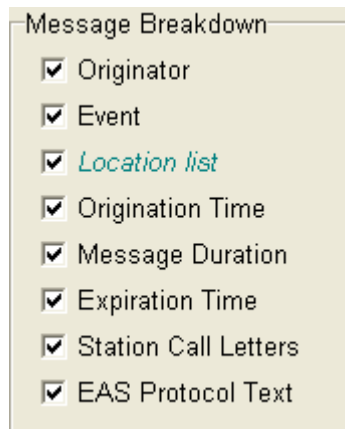 Message Breakdown
Originator
Event
Location list
Origination Time
Message Duration
Expiration Time
Station Call Letters
EAS Protocol Text